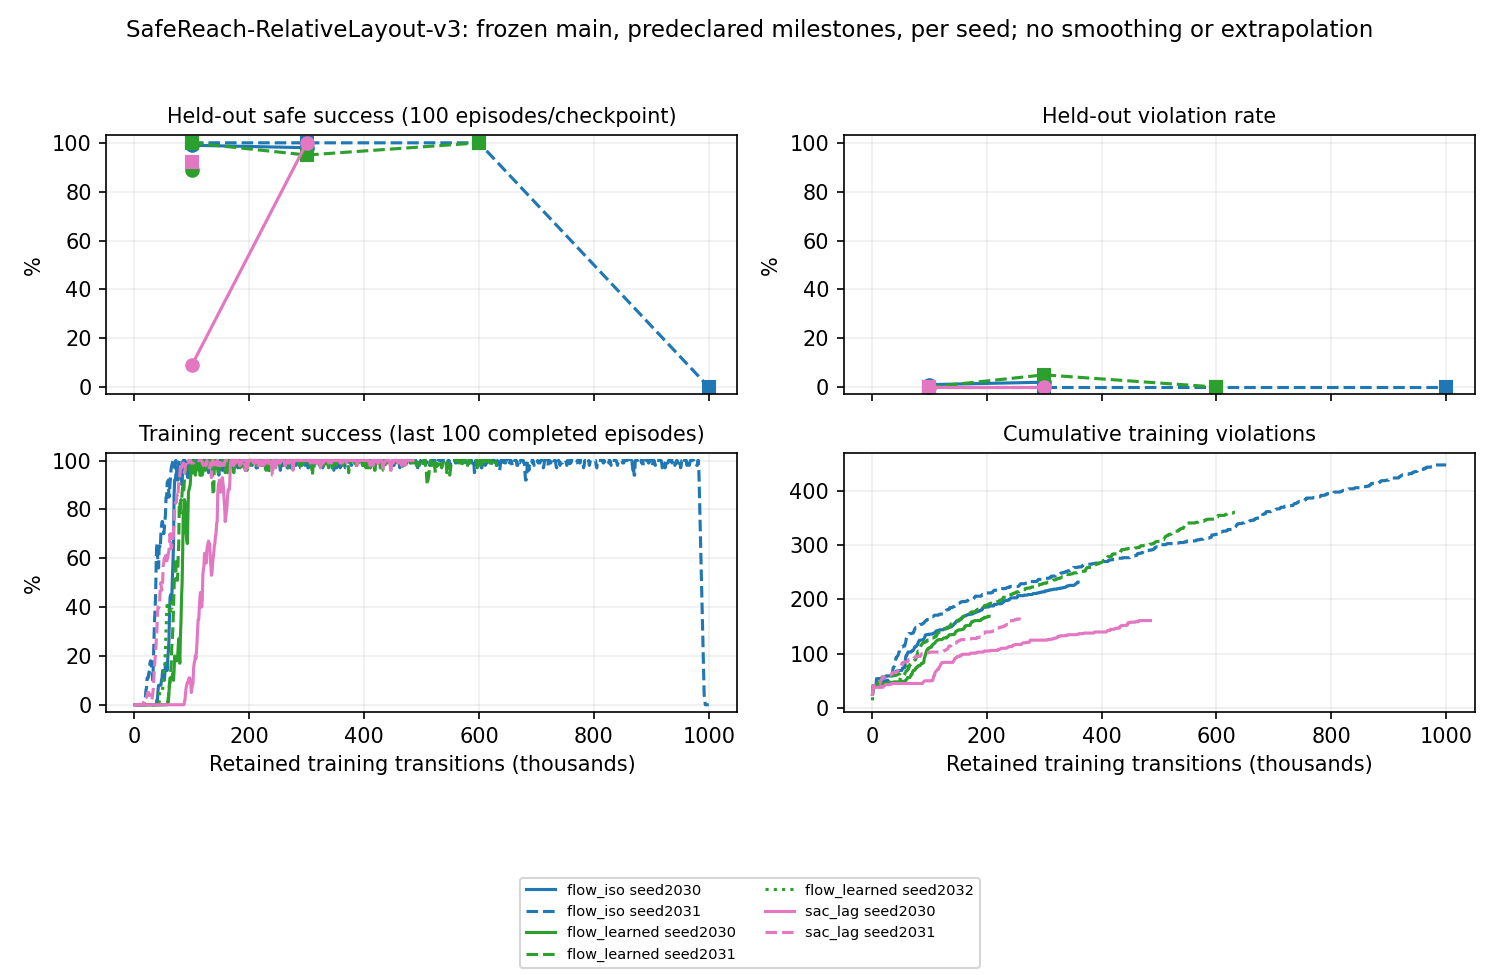 SafeReach-RelativeLayout-v3: frozen main, predeclared milestones, per seed; no smoothing or extrapolation
Held-out safe success (100 episodes/checkpoint)
%
100
80
60
40
20
0
Held-out violation rate
%
100
80
60
40
20
0
Training recent success (last 100 completed episodes)
%
100
80
60
40
20
0
0 200 400 600 800 1000
Retained training transitions (thousands)
Cumulative training violations
400
300
200
100
0
0 200 400 600 800 1000
Retained training transitions (thousands)
flow_iso seed2030
flow_iso seed2031
flow_learned seed2030
flow_learned seed2031
flow_learned seed2032
sac_lag seed2030
sac_lag seed2031